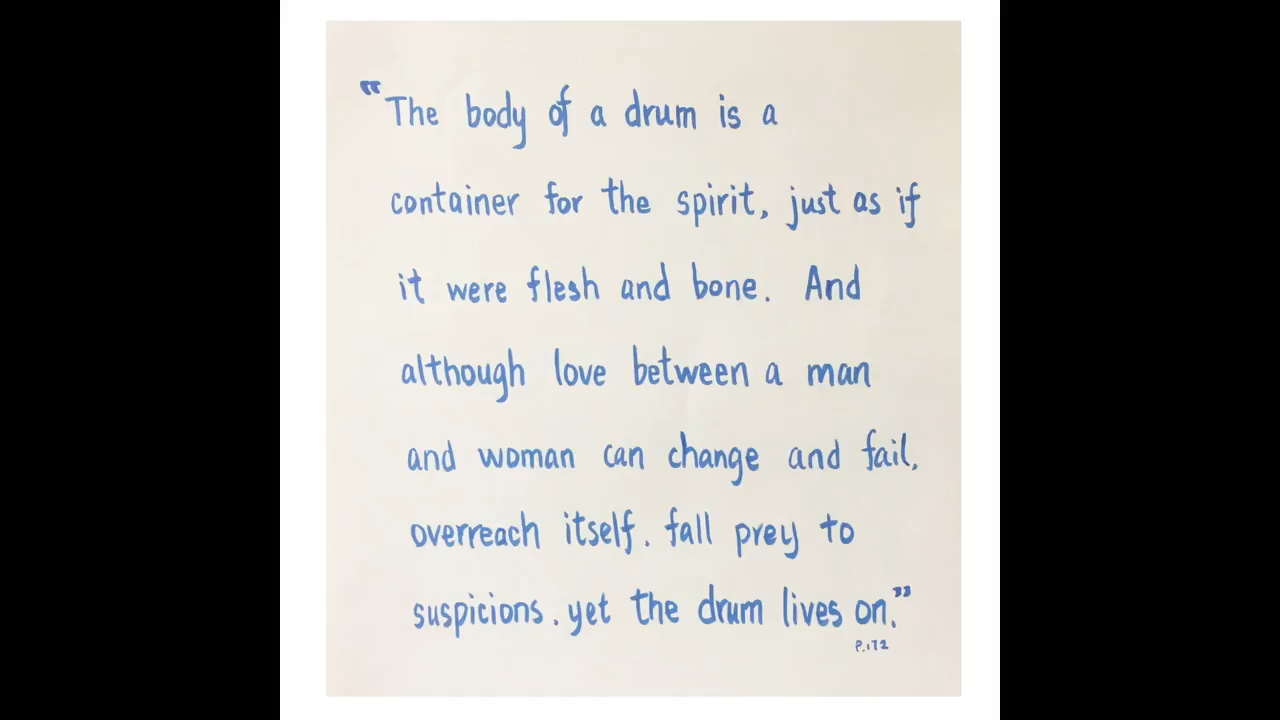 “The body of a drum is a
container for the spirit, just as if
it were flesh and bone. And
although love between a man
and woman can change and fail,
overreach itself. fall prey to
suspicions. yet the drum lives on.”
P.172